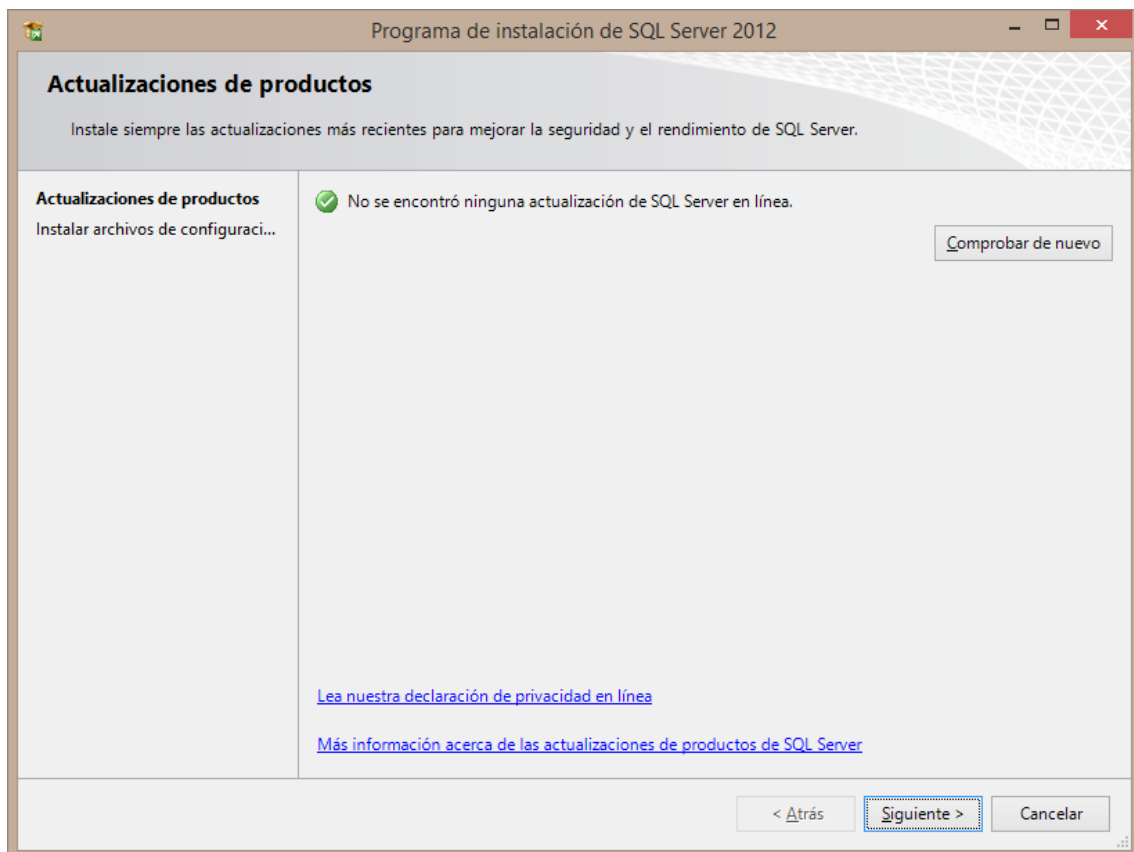 Programa de instalación de SQL Server 2012
Actualizaciones de productos
Instale siempre las actualizaciones más recientes para mejorar la seguridad y el rendimiento de SQL Server.
Actualizaciones de productos
Instalar archivos de configuraci...
No se encontró ninguna actualización de SQL Server en línea.
Comprobar de nuevo
Lea nuestra declaración de privacidad en línea
Más información acerca de las actualizaciones de productos de SQL Server
< Atrás
Siguiente >
Cancelar